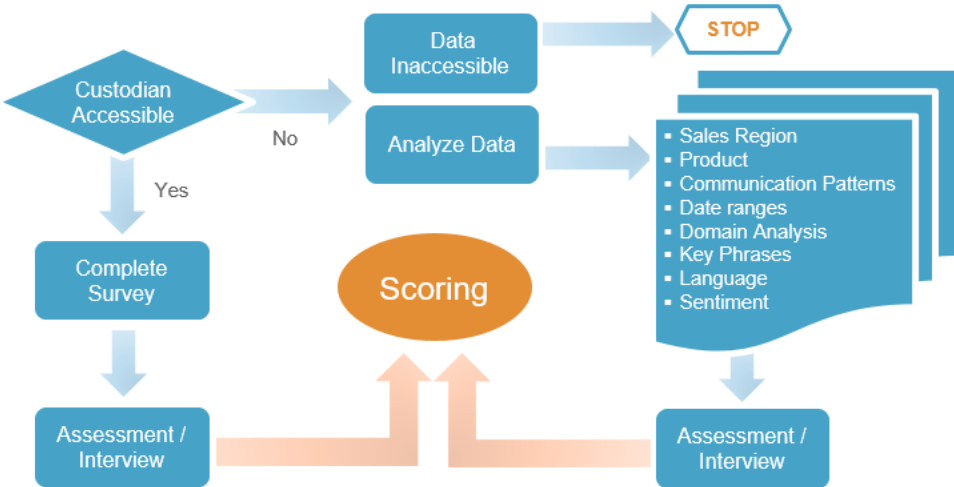 Custodian
Accessible
No
Yes
Data
Inaccessible
STOP
Analyze Data
▪ Sales Region
▪ Product
▪ Communication Patterns
▪ Date ranges
▪ Domain Analysis
▪ Key Phrases
▪ Language
▪ Sentiment
Complete
Survey
Scoring
Assessment /
Interview
Assessment /
Interview